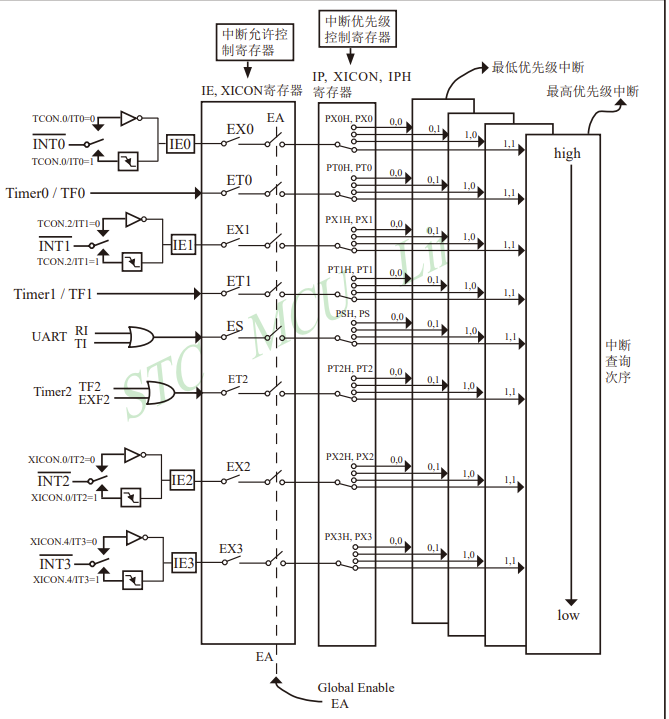 中断允许控
制寄存器
中断优先级
控制寄存器
IE, XICON寄存器
IP, XICON, IPH
寄存器
最低优先级中断
最高优先级中断
TCON.0/IT0=0
INT0
TCON.0/IT0=1
IE0
EX0
EA
PX0H, PX0
0,0
0,1
1,0
1,1
high
Timer0 / TF0
ET0
PT0H, PT0
0,0
0,1
1,0
1,1
TCON.2/IT1=0
INT1
TCON.2/IT1=1
IE1
EX1
PX1H, PX1
0,0
0,1
1,0
1,1
Timer1 / TF1
ET1
PT1H, PT1
0,0
0,1
1,0
1,1
UART
RI
TI
ES
PSH, PS
0,0
0,1
1,0
1,1
中断
查询
次序
Timer2
TF2
EXF2
ET2
PT2H, PT2
0,0
0,1
1,0
1,1
XICON.0/IT2=0
INT2
XICON.0/IT2=1
IE2
EX2
PX2H, PX2
0,0
0,1
1,0
1,1
XICON.4/IT3=0
INT3
XICON.4/IT3=1
IE3
EX3
PX3H, PX3
0,0
0,1
1,0
1,1
low
EA
Global Enable
EA
STC MCU